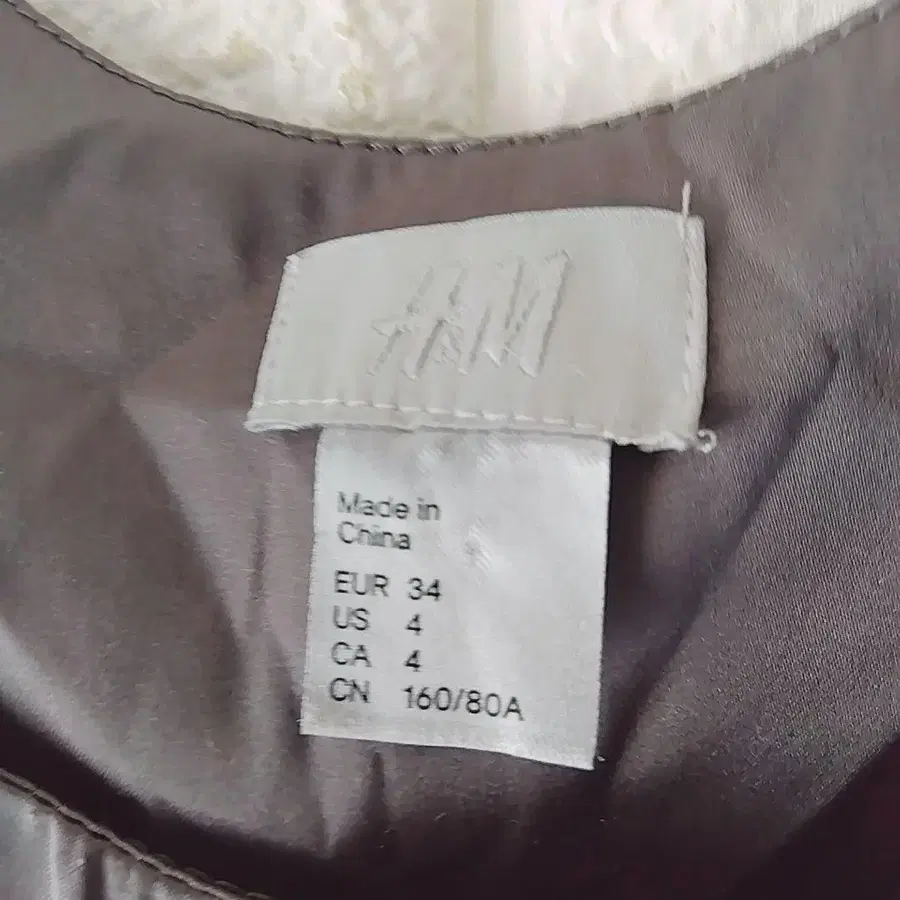 H&M
Made in
China
EUR 34
US 4
CA 4
CN 160/80A